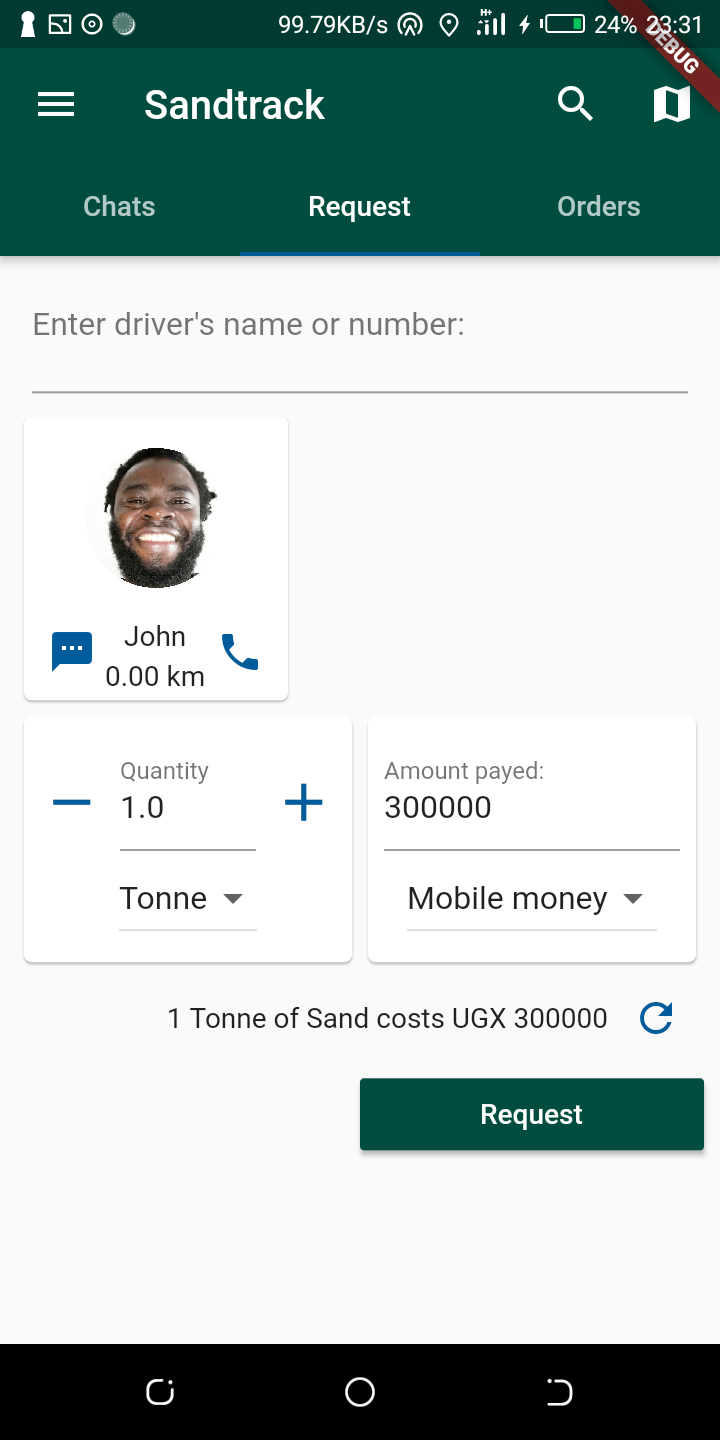 99.79KB/s H+ 24% 23:31
DEBUG
Sandtrack
Chats Request Orders
Enter driver's name or number:
John
0.00 km
Quantity
1.0
Tonne
Amount payed:
300000
Mobile money
1 Tonne of Sand costs UGX 300000
Request